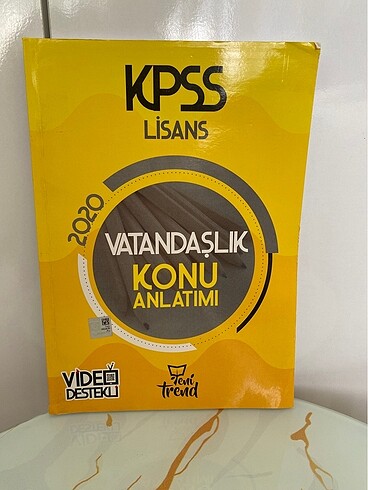 KPSS
LİSANS
2020
VATANDAŞLIK
KONU
ANLATIMI
VİDEO
DESTEKLİ
Yeni
trend